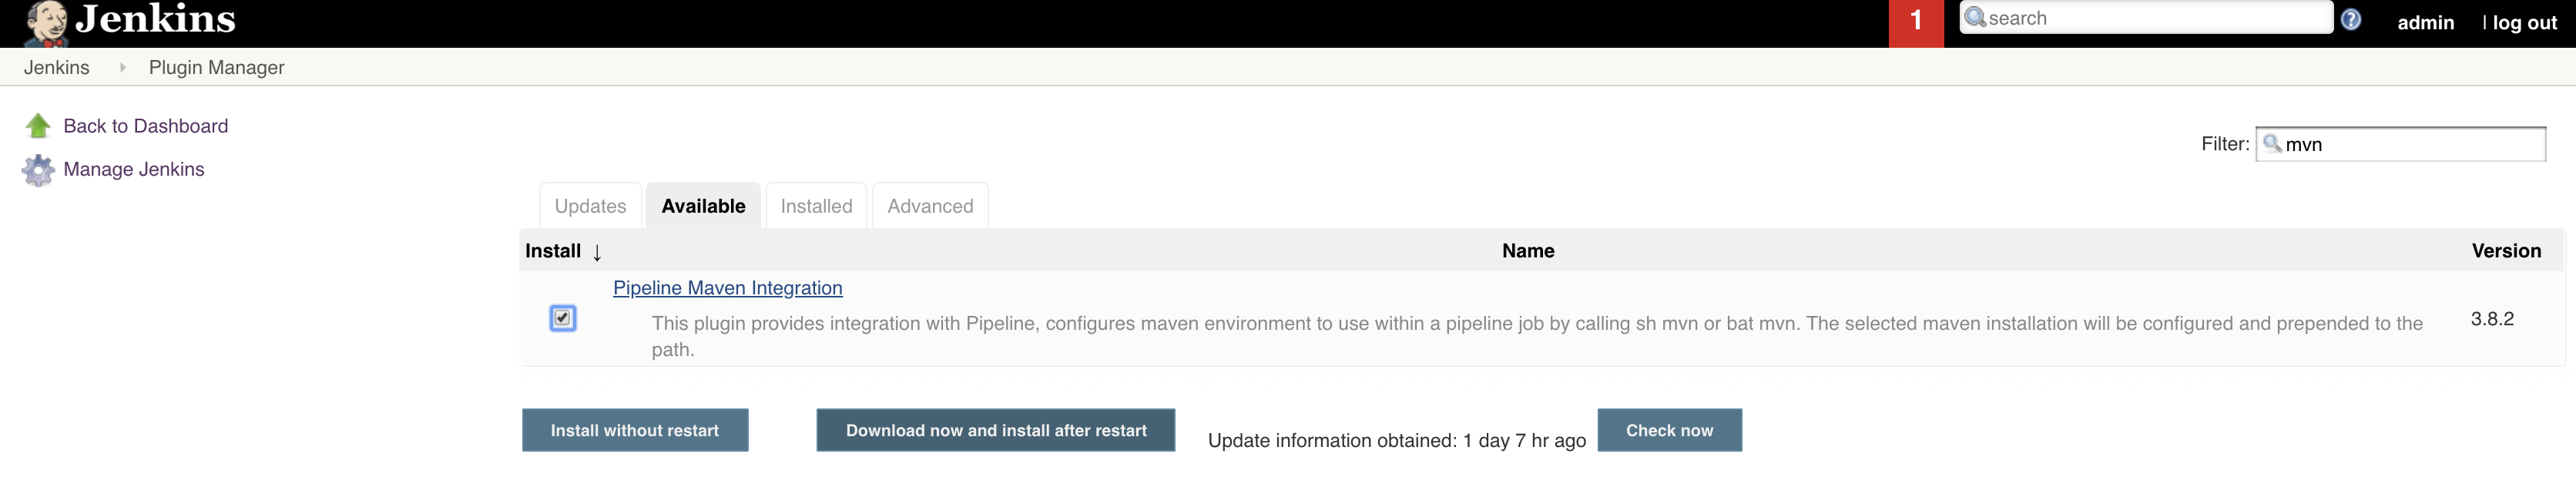 Jenkins
1
search
admin
| log out
Jenkins
Plugin Manager
Back to Dashboard
Manage Jenkins
Filter: mvn
Updates
Available
Installed
Advanced
Install ↓
Name
Version
Pipeline Maven Integration
This plugin provides integration with Pipeline, configures maven environment to use within a pipeline job by calling sh mvn or bat mvn. The selected maven installation will be configured and prepended to the
path.
3.8.2
Install without restart
Download now and install after restart
Update information obtained: 1 day 7 hr ago
Check now